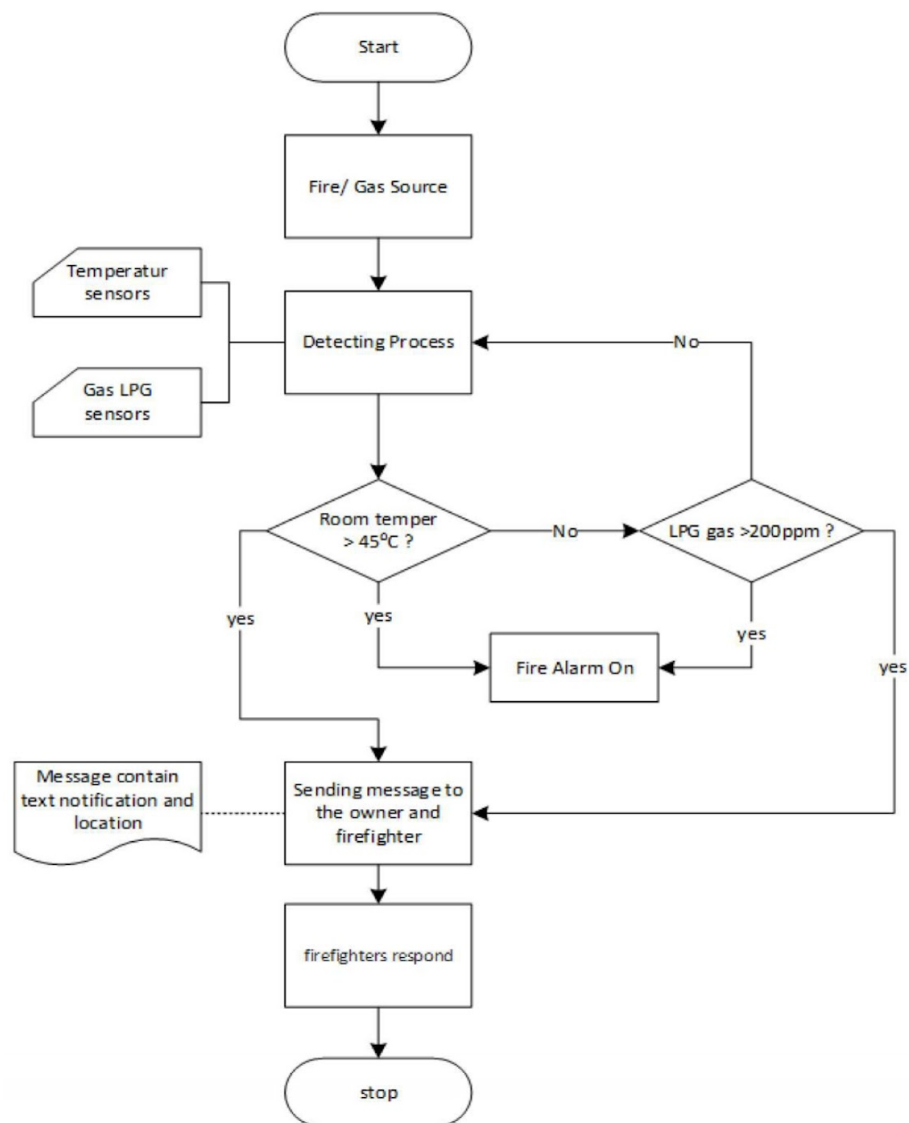 Start
Fire/ Gas Source
Temperatur
sensors
Detecting Process
No
Gas LPG
sensors
Room temper
> 45⁰C ?
No
LPG gas >200ppm ?
yes
yes
yes
yes
Fire Alarm On
Message contain
text notification and
location
Sending message to
the owner and
firefighter
firefighters respond
stop